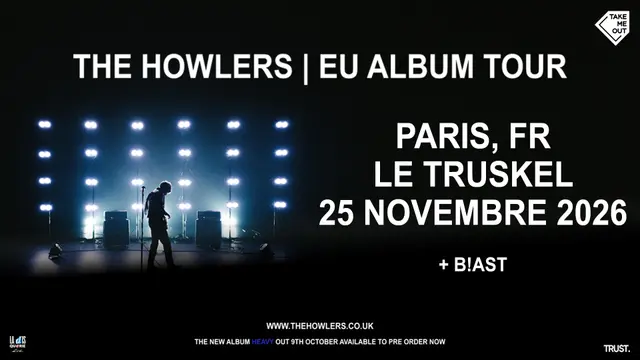 TAKE
ME
OUT
THE HOWLERS | EU ALBUM TOUR
PARIS, FR
LE TRUSKEL
25 NOVEMBRE 2026
+ B!AST
WWW.THEHOWLERS.CO.UK
THE NEW ALBUM HEAVY OUT 9TH OCTOBER AVAILABLE TO PRE ORDER NOW
TRUST.